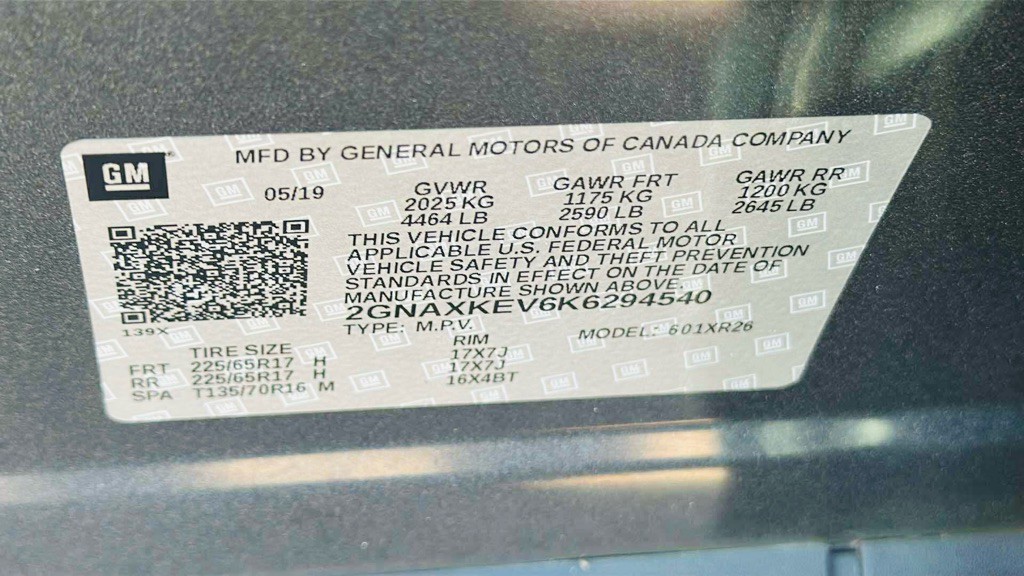 GM
MFD BY GENERAL MOTORS OF CANADA COMPANY
05/19
GVWR
2025 KG
4464 LB
GAWR FRT
1175 KG
2590 LB
GAWR RR
1200 KG
2645 LB
THIS VEHICLE CONFORMS TO ALL
APPLICABLE U.S. FEDERAL MOTOR
VEHICLE SAFETY AND THEFT PREVENTION
STANDARDS IN EFFECT ON THE DATE OF
MANUFACTURE SHOWN ABOVE.
2GNAXKEV6K6294540
TYPE: M.P.V.
MODEL: 601XR26
139X
TIRE SIZE RIM
FRT 225/65R17 H 17X7J
RR 225/65R17 H 17X7J
SPA T135/70R16 M 16X4BT